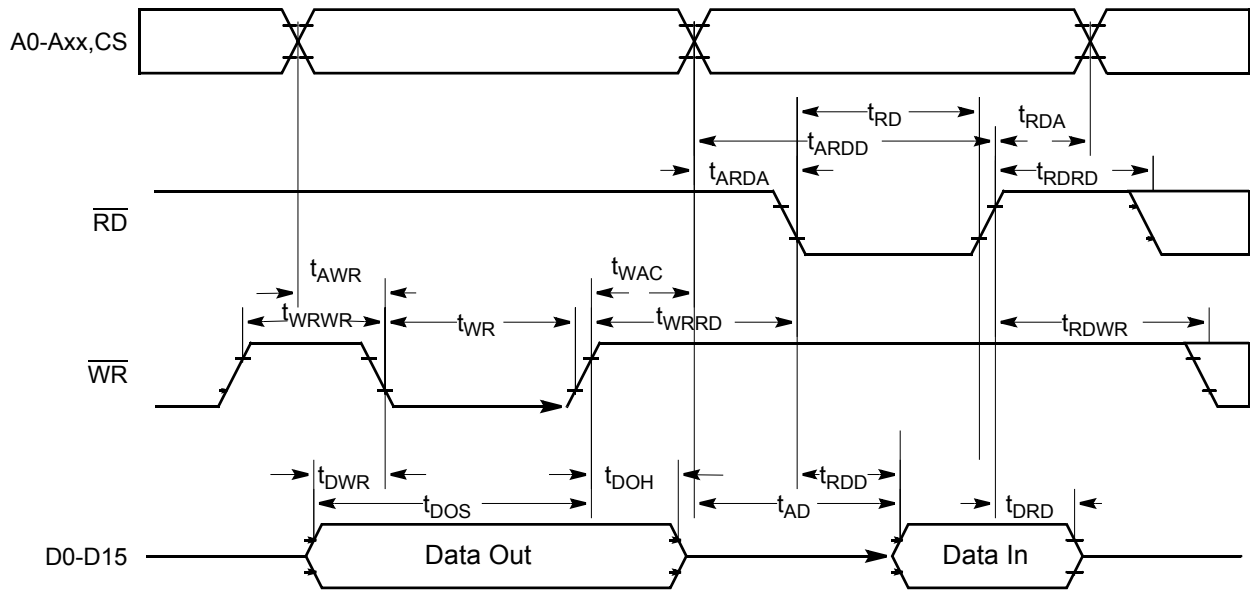 A0-Axx,CS
tRD
tRDA
tARDD
tARDA
tRDRD
RD
tAWR
tWAC
tWRWR
tWR
tWRRD
tRDWR
WR
tDWR
tDOH
tRDD
tDOS
tAD
tDRD
D0-D15
Data Out
Data In